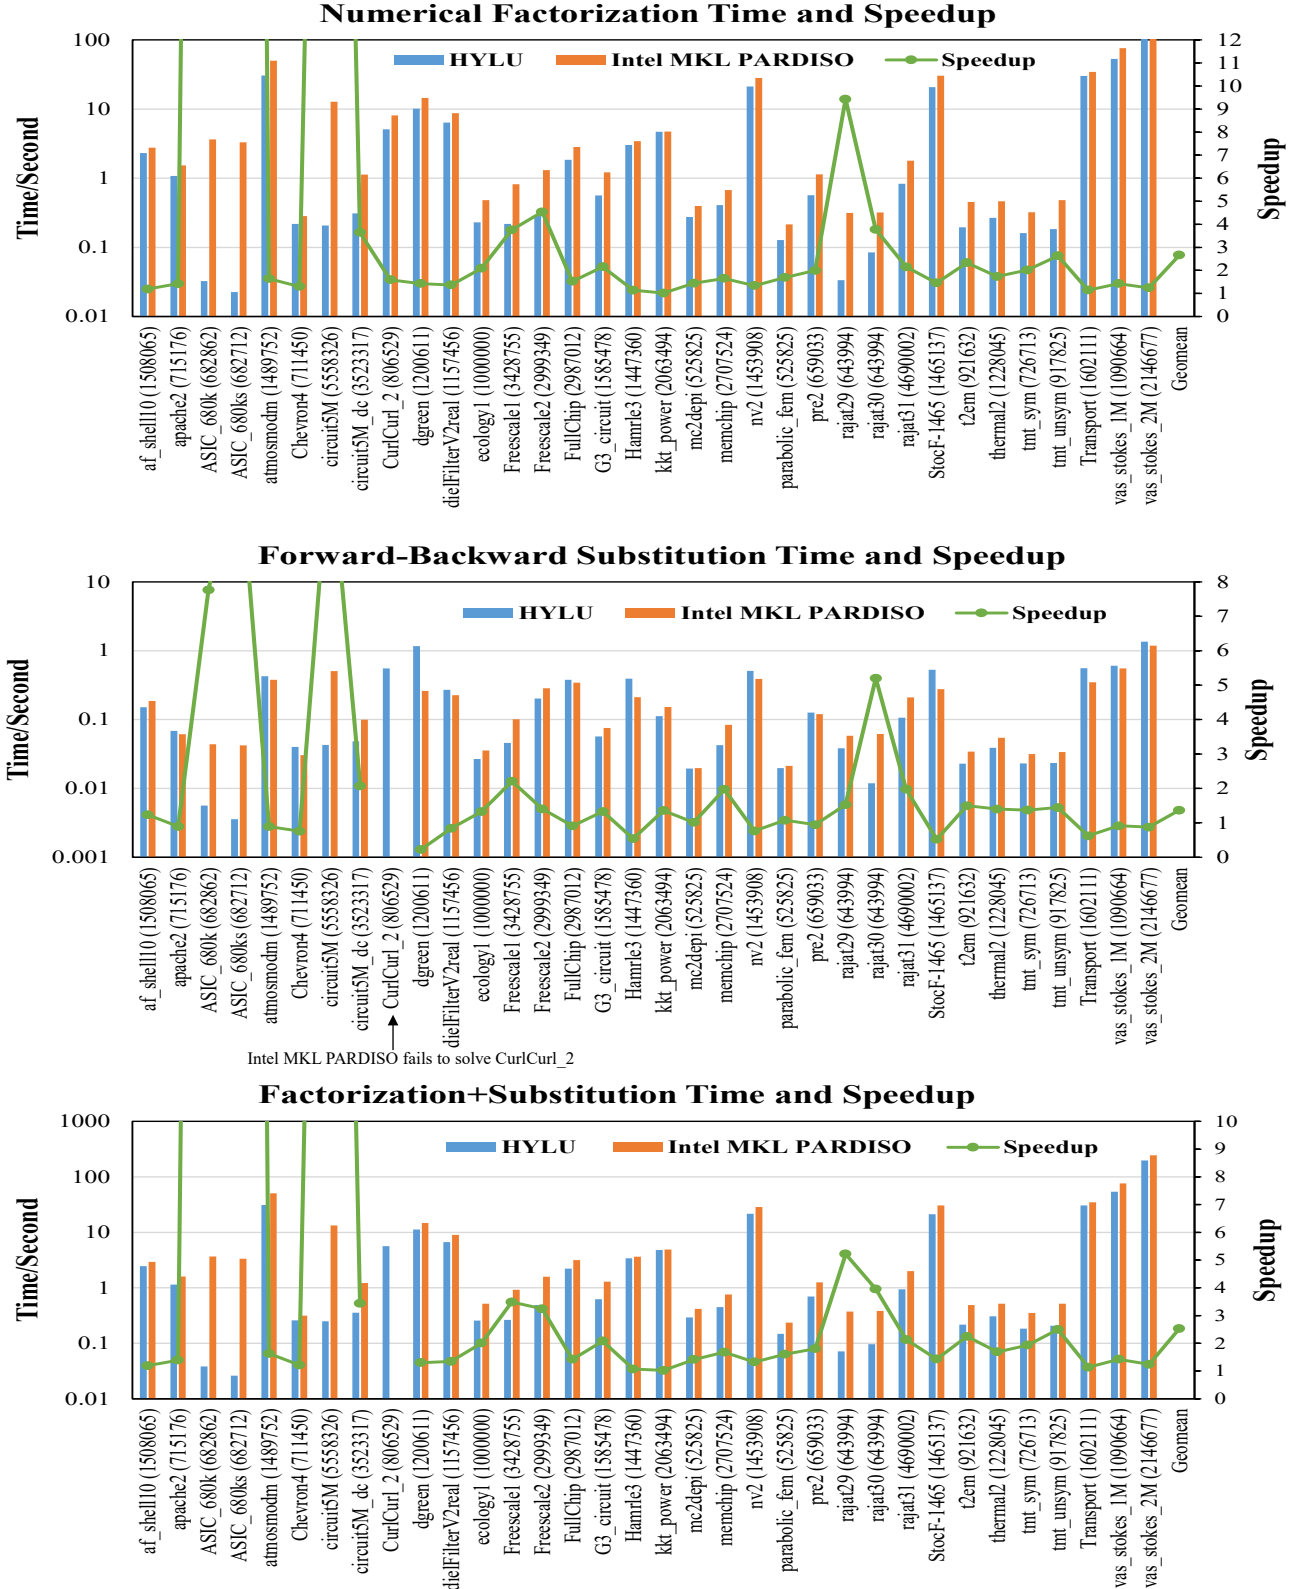 Numerical Factorization Time and Speedup
HYLU
Intel MKL PARDISO
Speedup
Time/Second
100
10
1
0.1
0.01
12
11
10
9
8
7
6
5
4
3
2
1
0
Speedup
af_shell10 (1508065)
apache2 (715176)
ASIC_680k (682862)
ASIC_680ks (682712)
atmosmodm (1489752)
Chevron4 (711450)
circuit5M (5558326)
circuit5M_dc (3523317)
CurlCurl_2 (806529)
dgreen (1200611)
dielFilterV2real (1157456)
ecology1 (1000000)
Freescale1 (3428755)
Freescale2 (2999349)
FullChip (2987012)
G3_circuit (1585478)
Hamrle3 (1447360)
kkt_power (2063494)
mc2depi (525825)
memchip (2707524)
nv2 (1453908)
parabolic_fem (525825)
pre2 (659033)
rajat29 (643994)
rajat30 (643994)
rajat31 (4690002)
StocF-1465 (1465137)
t2em (921632)
thermal2 (1228045)
tmt_sym (726713)
tmt_unsym (917825)
Transport (1602111)
vas_stokes_1M (1090664)
vas_stokes_2M (2146677)
Geomean
Forward-Backward Substitution Time and Speedup
HYLU
Intel MKL PARDISO
Speedup
Time/Second
10
1
0.1
0.01
0.001
8
7
6
5
4
3
2
1
0
Speedup
af_shell10 (1508065)
apache2 (715176)
ASIC_680k (682862)
ASIC_680ks (682712)
atmosmodm (1489752)
Chevron4 (711450)
circuit5M (5558326)
circuit5M_dc (3523317)
CurlCurl_2 (806529)
dgreen (1200611)
dielFilterV2real (1157456)
ecology1 (1000000)
Freescale1 (3428755)
Freescale2 (2999349)
FullChip (2987012)
G3_circuit (1585478)
Hamrle3 (1447360)
kkt_power (2063494)
mc2depi (525825)
memchip (2707524)
nv2 (1453908)
parabolic_fem (525825)
pre2 (659033)
rajat29 (643994)
rajat30 (643994)
rajat31 (4690002)
StocF-1465 (1465137)
t2em (921632)
thermal2 (1228045)
tmt_sym (726713)
tmt_unsym (917825)
Transport (1602111)
vas_stokes_1M (1090664)
vas_stokes_2M (2146677)
Geomean
Intel MKL PARDISO fails to solve CurlCurl_2
Factorization+Substitution Time and Speedup
HYLU
Intel MKL PARDISO
Speedup
Time/Second
1000
100
10
1
0.1
0.01
10
9
8
7
6
5
4
3
2
1
0
Speedup
af_shell10 (1508065)
apache2 (715176)
ASIC_680k (682862)
ASIC_680ks (682712)
atmosmodm (1489752)
Chevron4 (711450)
circuit5M (5558326)
circuit5M_dc (3523317)
CurlCurl_2 (806529)
dgreen (1200611)
dielFilterV2real (1157456)
ecology1 (1000000)
Freescale1 (3428755)
Freescale2 (2999349)
FullChip (2987012)
G3_circuit (1585478)
Hamrle3 (1447360)
kkt_power (2063494)
mc2depi (525825)
memchip (2707524)
nv2 (1453908)
parabolic_fem (525825)
pre2 (659033)
rajat29 (643994)
rajat30 (643994)
rajat31 (4690002)
StocF-1465 (1465137)
t2em (921632)
thermal2 (1228045)
tmt_sym (726713)
tmt_unsym (917825)
Transport (1602111)
vas_stokes_1M (1090664)
vas_stokes_2M (2146677)
Geomean